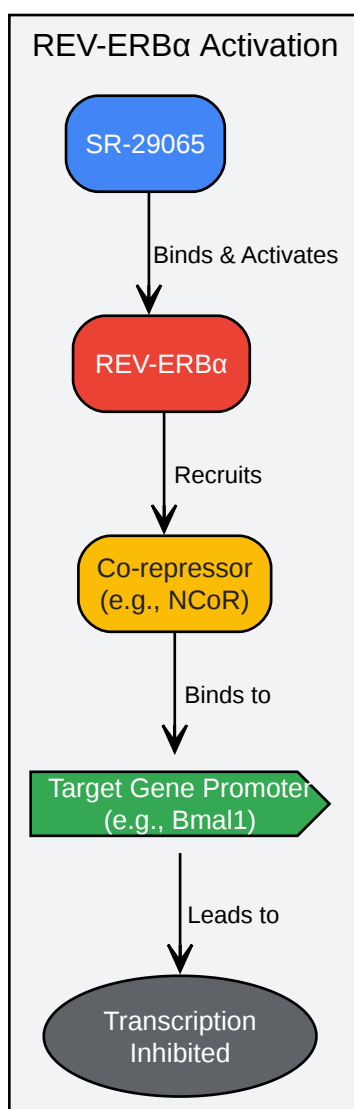 REV-ERBα Activation
SR-29065
Binds & Activates
REV-ERBα
Recruits
Co-repressor
(e.g., NCoR)
Binds to
Target Gene Promoter
(e.g., Bmal1)
Leads to
Transcription
Inhibited